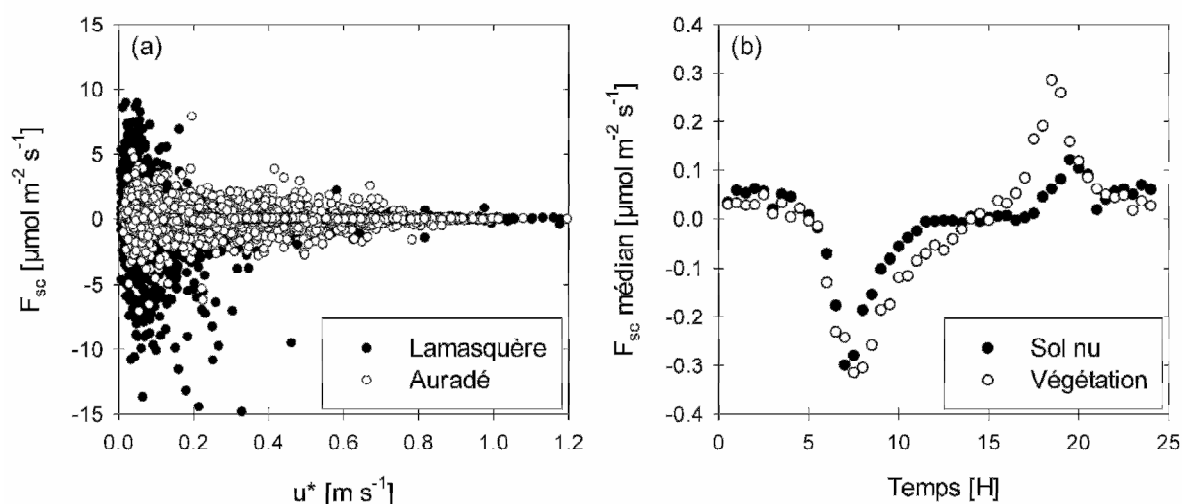 (a)
15
10
5
0
-5
-10
-15
F_sc [µmol m⁻² s⁻¹]
Lamasquère
Auradé
0.0 0.2 0.4 0.6 0.8 1.0 1.2
u* [m s⁻¹]
(b)
0.4
0.3
0.2
0.1
0.0
-0.1
-0.2
-0.3
-0.4
F_sc médian [µmol m⁻² s⁻¹]
Sol nu
Végétation
0 5 10 15 20 25
Temps [H]